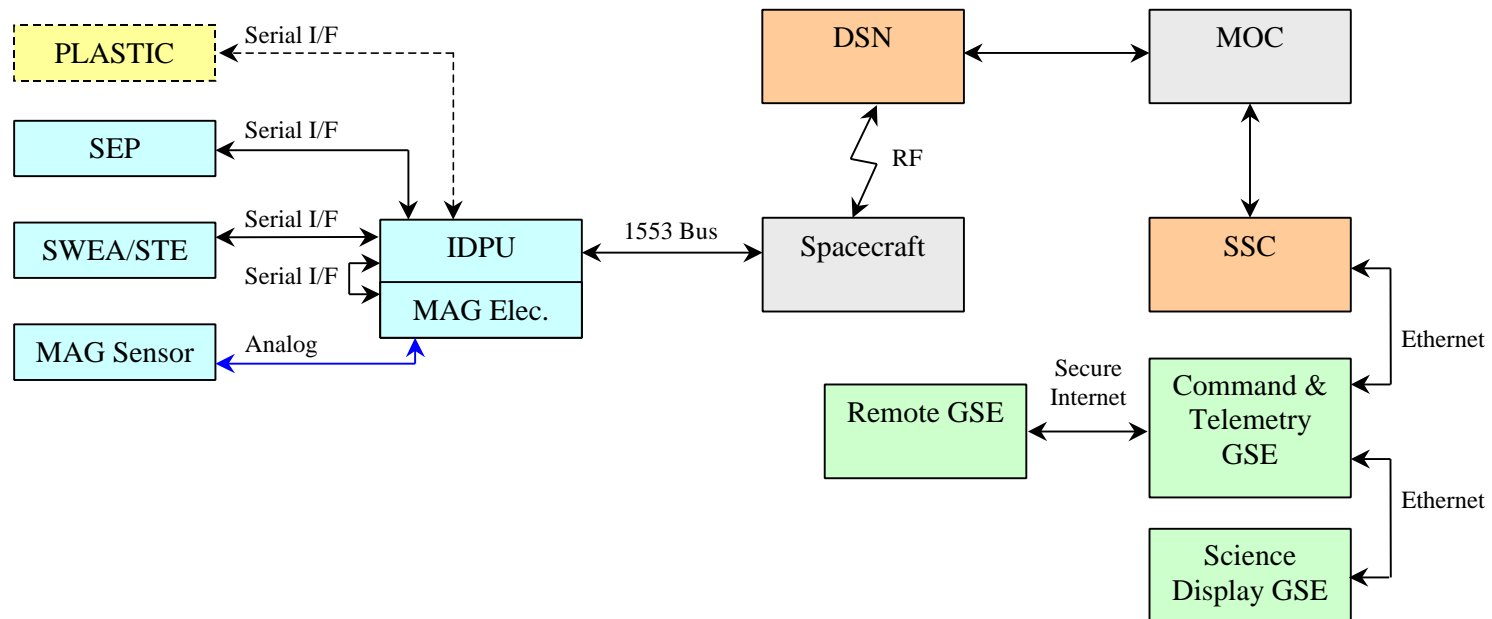 PLASTIC
Serial I/F
DSN
MOC
SEP
Serial I/F
RF
SWEA/STE
Serial I/F
IDPU
1553 Bus
Spacecraft
SSC
Serial I/F
MAG Elec.
MAG Sensor
Analog
Ethernet
Remote GSE
Secure
Internet
Command &
Telemetry
GSE
Ethernet
Science
Display GSE